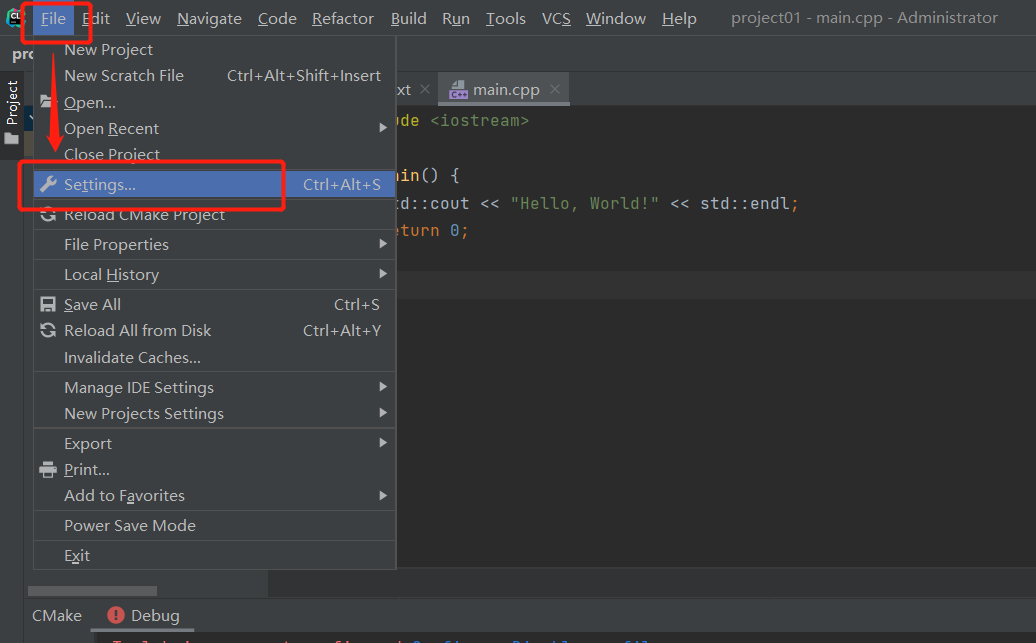 CL File Edit View Navigate Code Refactor Build Run Tools VCS Window Help project01 - main.cpp - Administrator
New Project
New Scratch File Ctrl+Alt+Shift+Insert
Open...
Open Recent
Close Project
Settings... Ctrl+Alt+S
Reload CMake Project
File Properties
Local History
Save All Ctrl+S
Reload All from Disk Ctrl+Alt+Y
Invalidate Caches...
Manage IDE Settings
New Projects Settings
Export
Print...
Add to Favorites
Power Save Mode
Exit
Project
xt main.cpp
ude <iostream>
ain() {
d::cout << "Hello, World!" << std::endl;
eturn 0;
CMake Debug